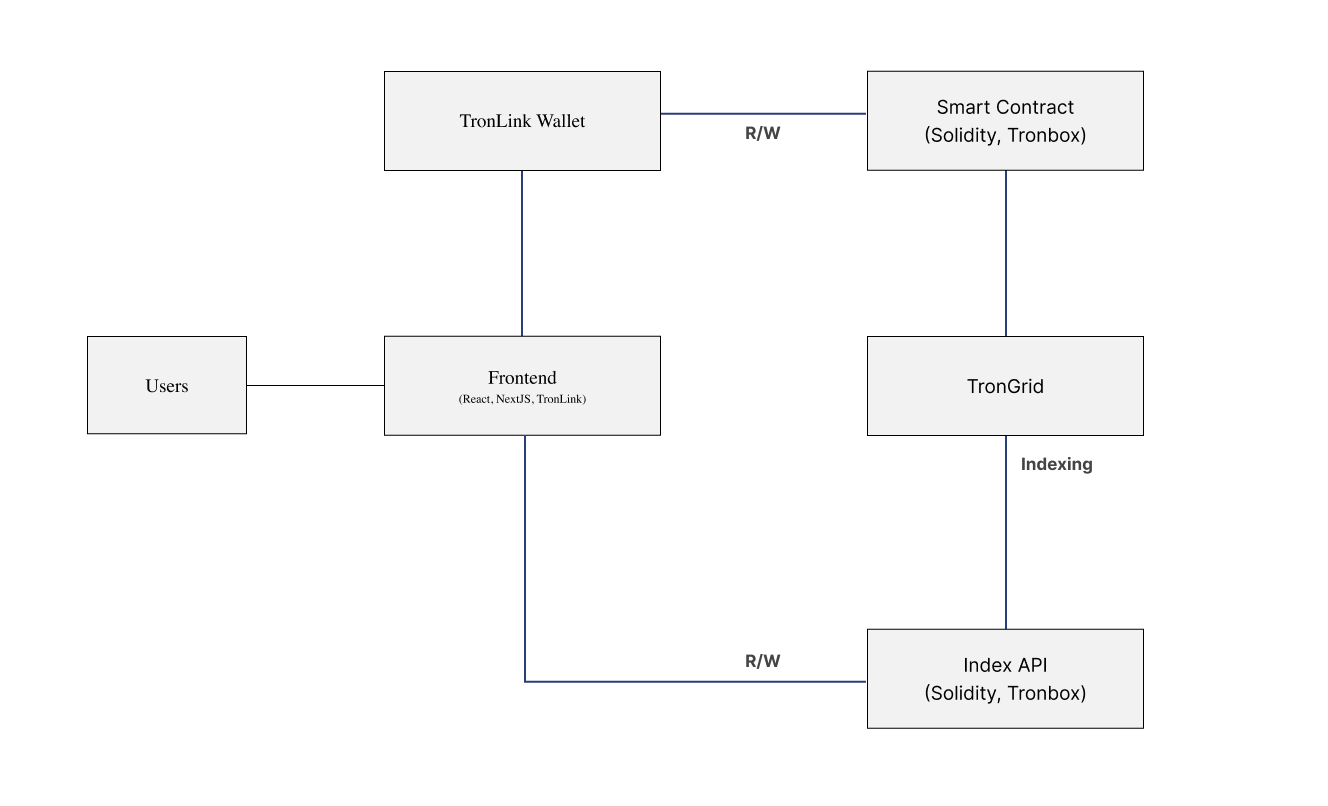 TronLink Wallet
R/W
Smart Contract
(Solidity, Tronbox)
Users
Frontend
(React, NextJS, TronLink)
TronGrid
Indexing
R/W
Index API
(Solidity, Tronbox)